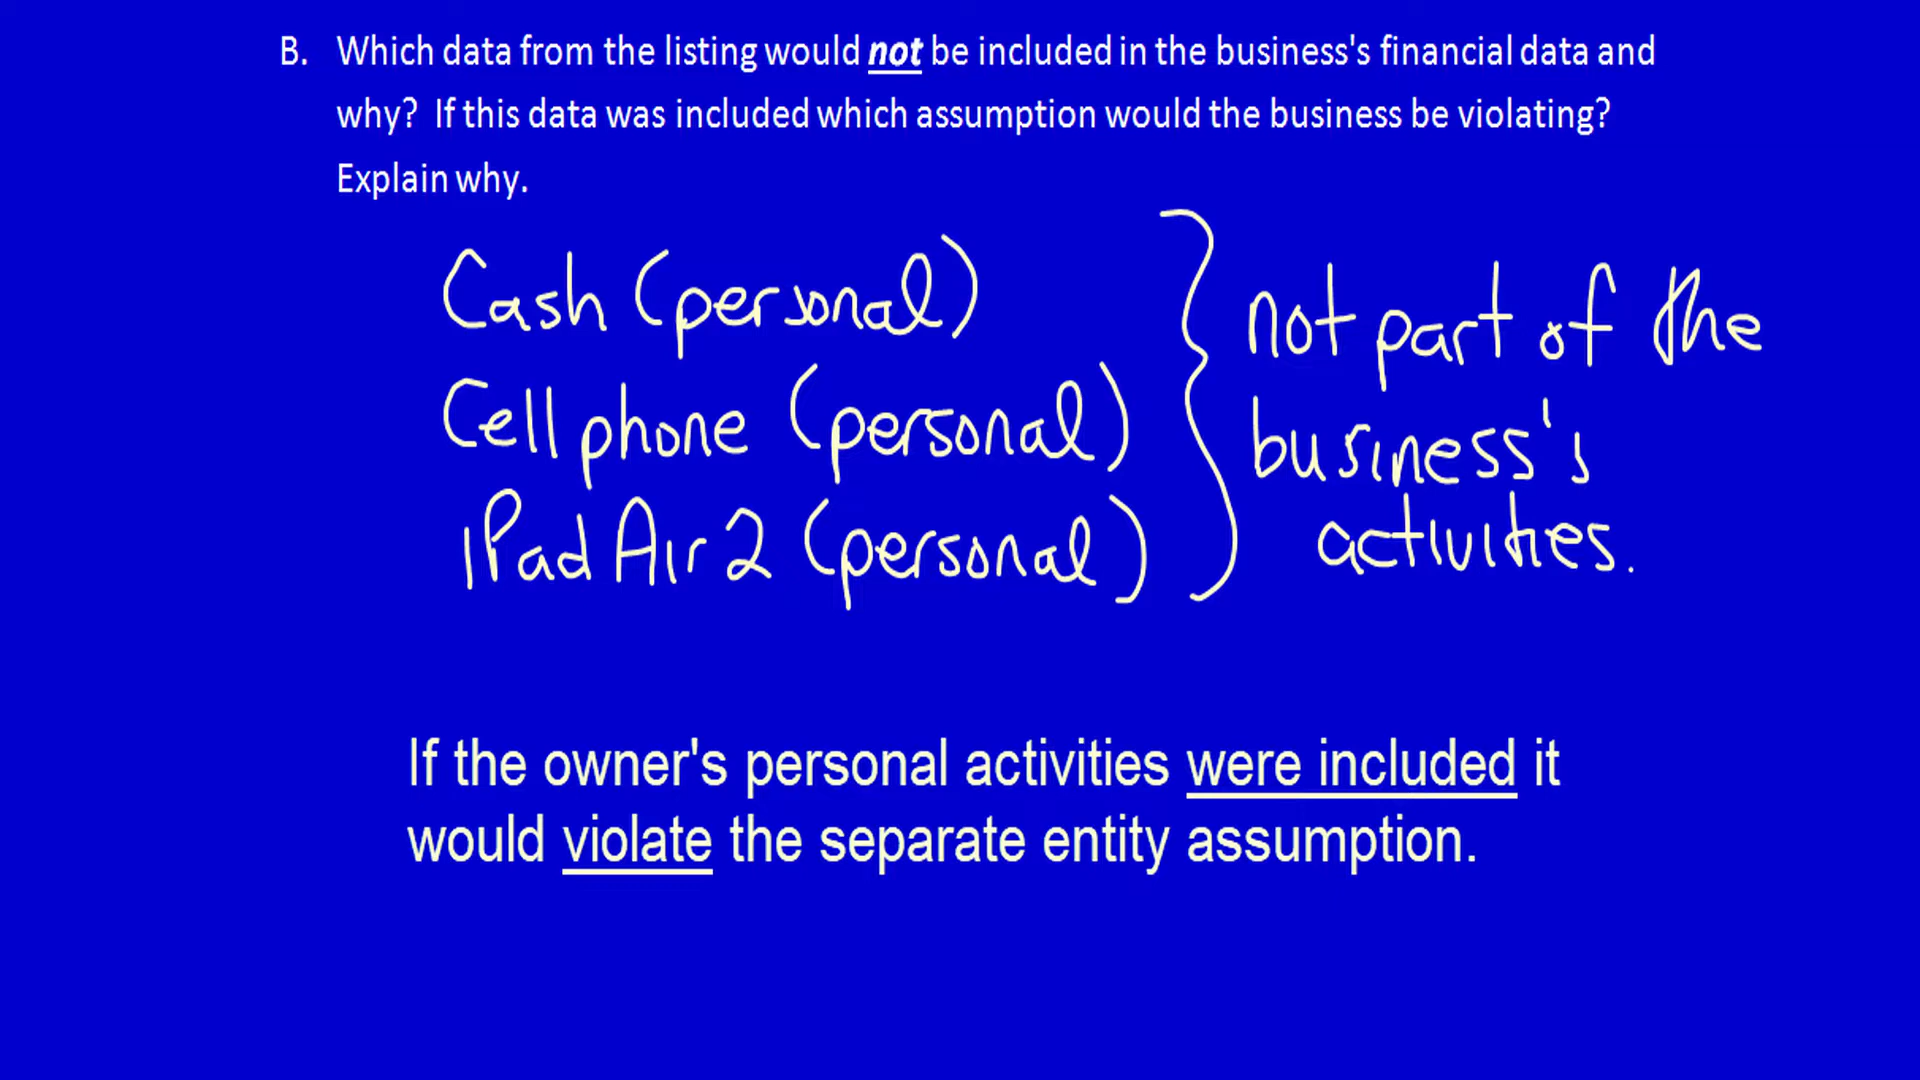 B. Which data from the listing would not be included in the business's financial data and
why? If this data was included which assumption would the business be violating?
Explain why.
Cash (personal)
Cell phone (personal)
iPad Air 2 (personal)
not part of the
business's
activities.
If the owner's personal activities were included it
would violate the separate entity assumption.